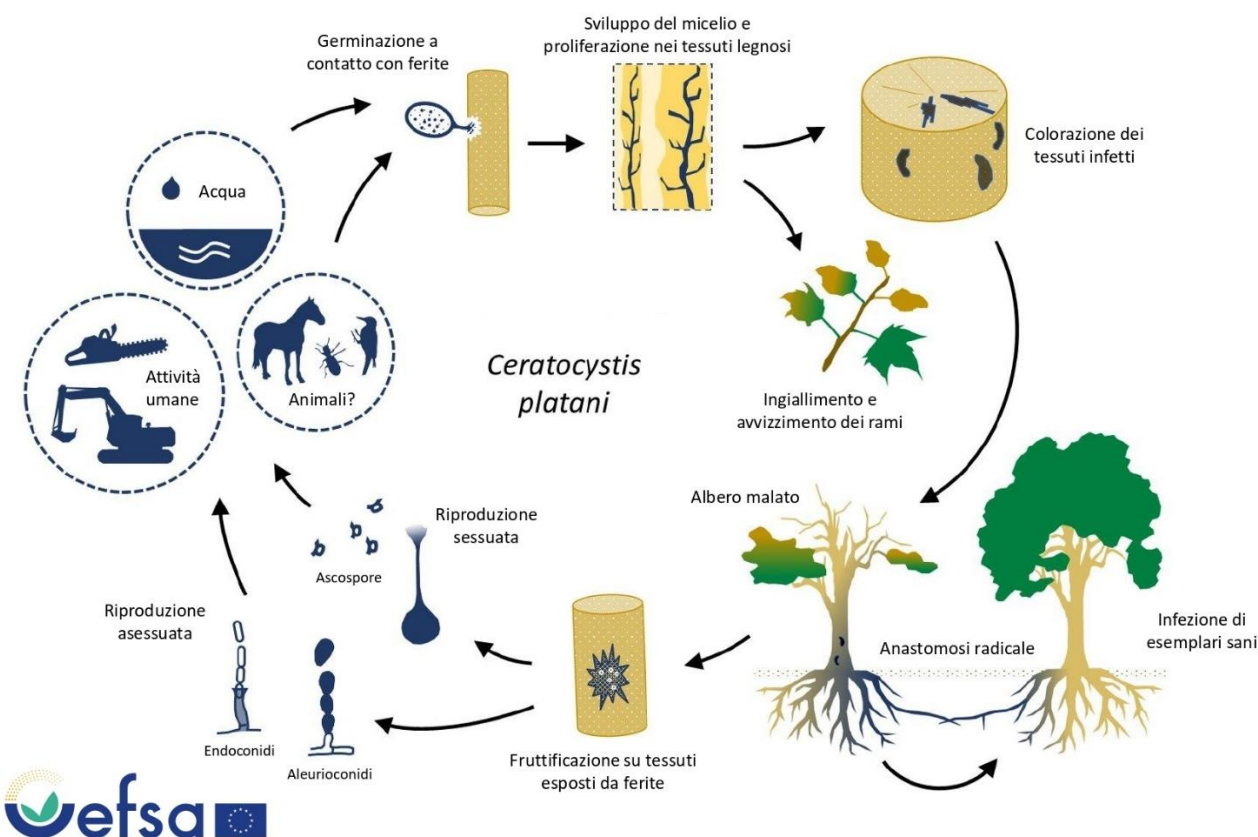 Germinazione a
contatto con ferite
Sviluppo del micelio e
proliferazione nei tessuti legnosi
Colorazione dei
tessuti infetti
Acqua
Attività
umane
Animali?
Ceratocystis
platani
Ingiallimento e
avvizzimento dei rami
Albero malato
Riproduzione
sessuata
Ascospore
Riproduzione
asessuata
Infezione di
esemplari sani
Anastomosi radicale
Endoconidi
Aleurioconidi
Fruttificazione su tessuti
esposti da ferite
efsa